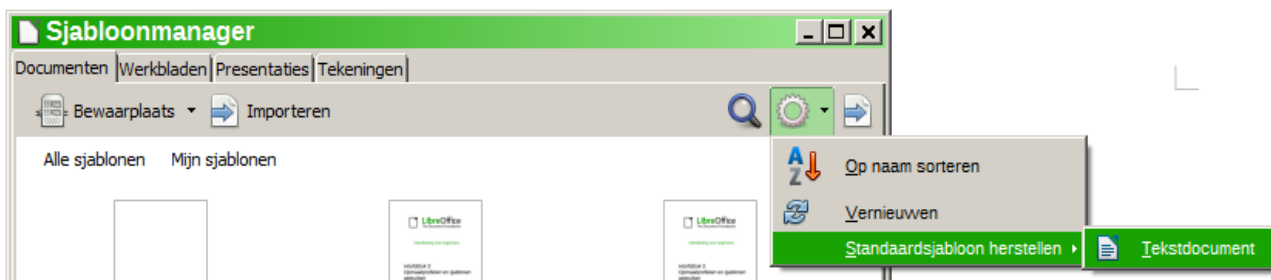 Sjabloonmanager
Documenten Werkbladen Presentaties Tekeningen
Bewaarplaats Importeren
Alle sjablonen Mijn sjablonen
Op naam sorteren
Vernieuwen
Standaardsjabloon herstellen
Tekstdocument
LibreOffice
LibreOffice